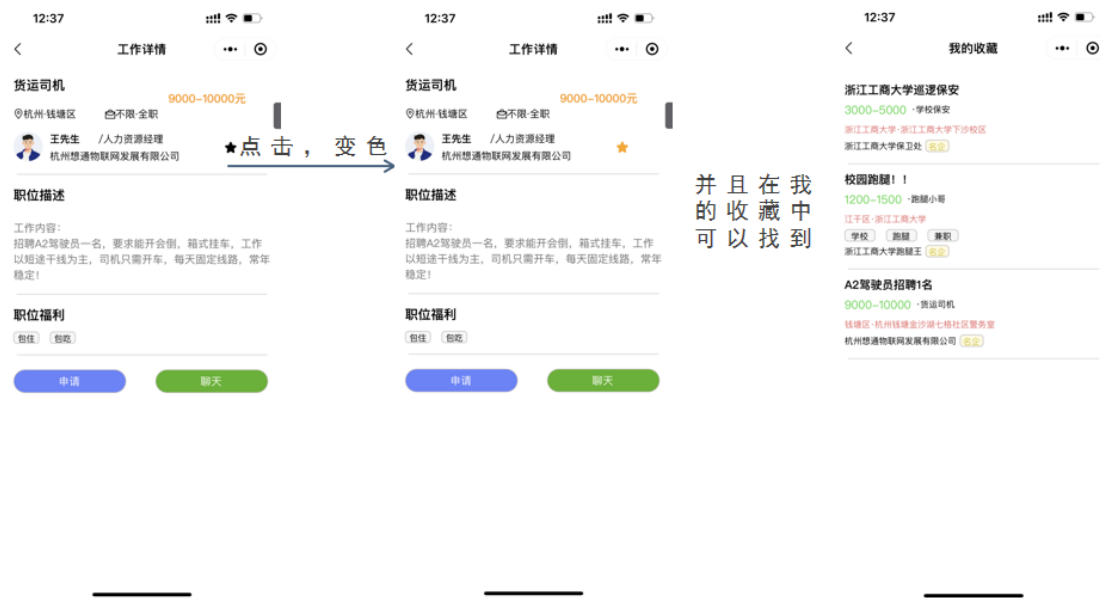 12:37
工作详情
货运司机
9000-10000元
杭州·钱塘区 不限·全职
王先生 /人力资源经理
杭州想通物联网发展有限公司
职位描述
工作内容:
招聘A2驾驶员一名，要求能开会倒，箱式挂车，工作
以短途干线为主，司机只需开车，每天固定线路，常年
稳定！
职位福利
包住 包吃
申请 聊天
点击，变色
12:37
工作详情
货运司机
9000-10000元
杭州·钱塘区 不限·全职
王先生 /人力资源经理
杭州想通物联网发展有限公司
职位描述
工作内容:
招聘A2驾驶员一名，要求能开会倒，箱式挂车，工作
以短途干线为主，司机只需开车，每天固定线路，常年
稳定！
职位福利
包住 包吃
申请 聊天
并且在我
的收藏中
可以找到
12:37
我的收藏
浙江工商大学巡逻保安
3000-5000 ·学校保安
浙江工商大学·浙江工商大学下沙校区
浙江工商大学保卫处 名企
校园跑腿！！
1200-1500 ·跑腿小哥
江干区·浙江工商大学
学校 跑腿 兼职
浙江工商大学跑腿王 名企
A2驾驶员招聘1名
9000-10000 ·货运司机
钱塘区·杭州钱塘金沙湖七格社区警务室
杭州想通物联网发展有限公司 名企